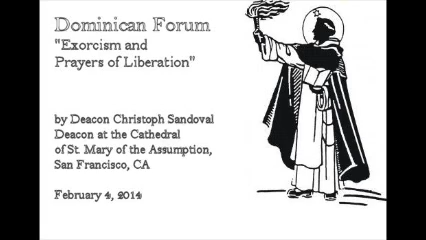 Dominican Forum
"Exorcism and
Prayers of Liberation"
by Deacon Christoph Sandoval
Deacon at the Cathedral
of St. Mary of the Assumption,
San Francisco, CA
February 4, 2014